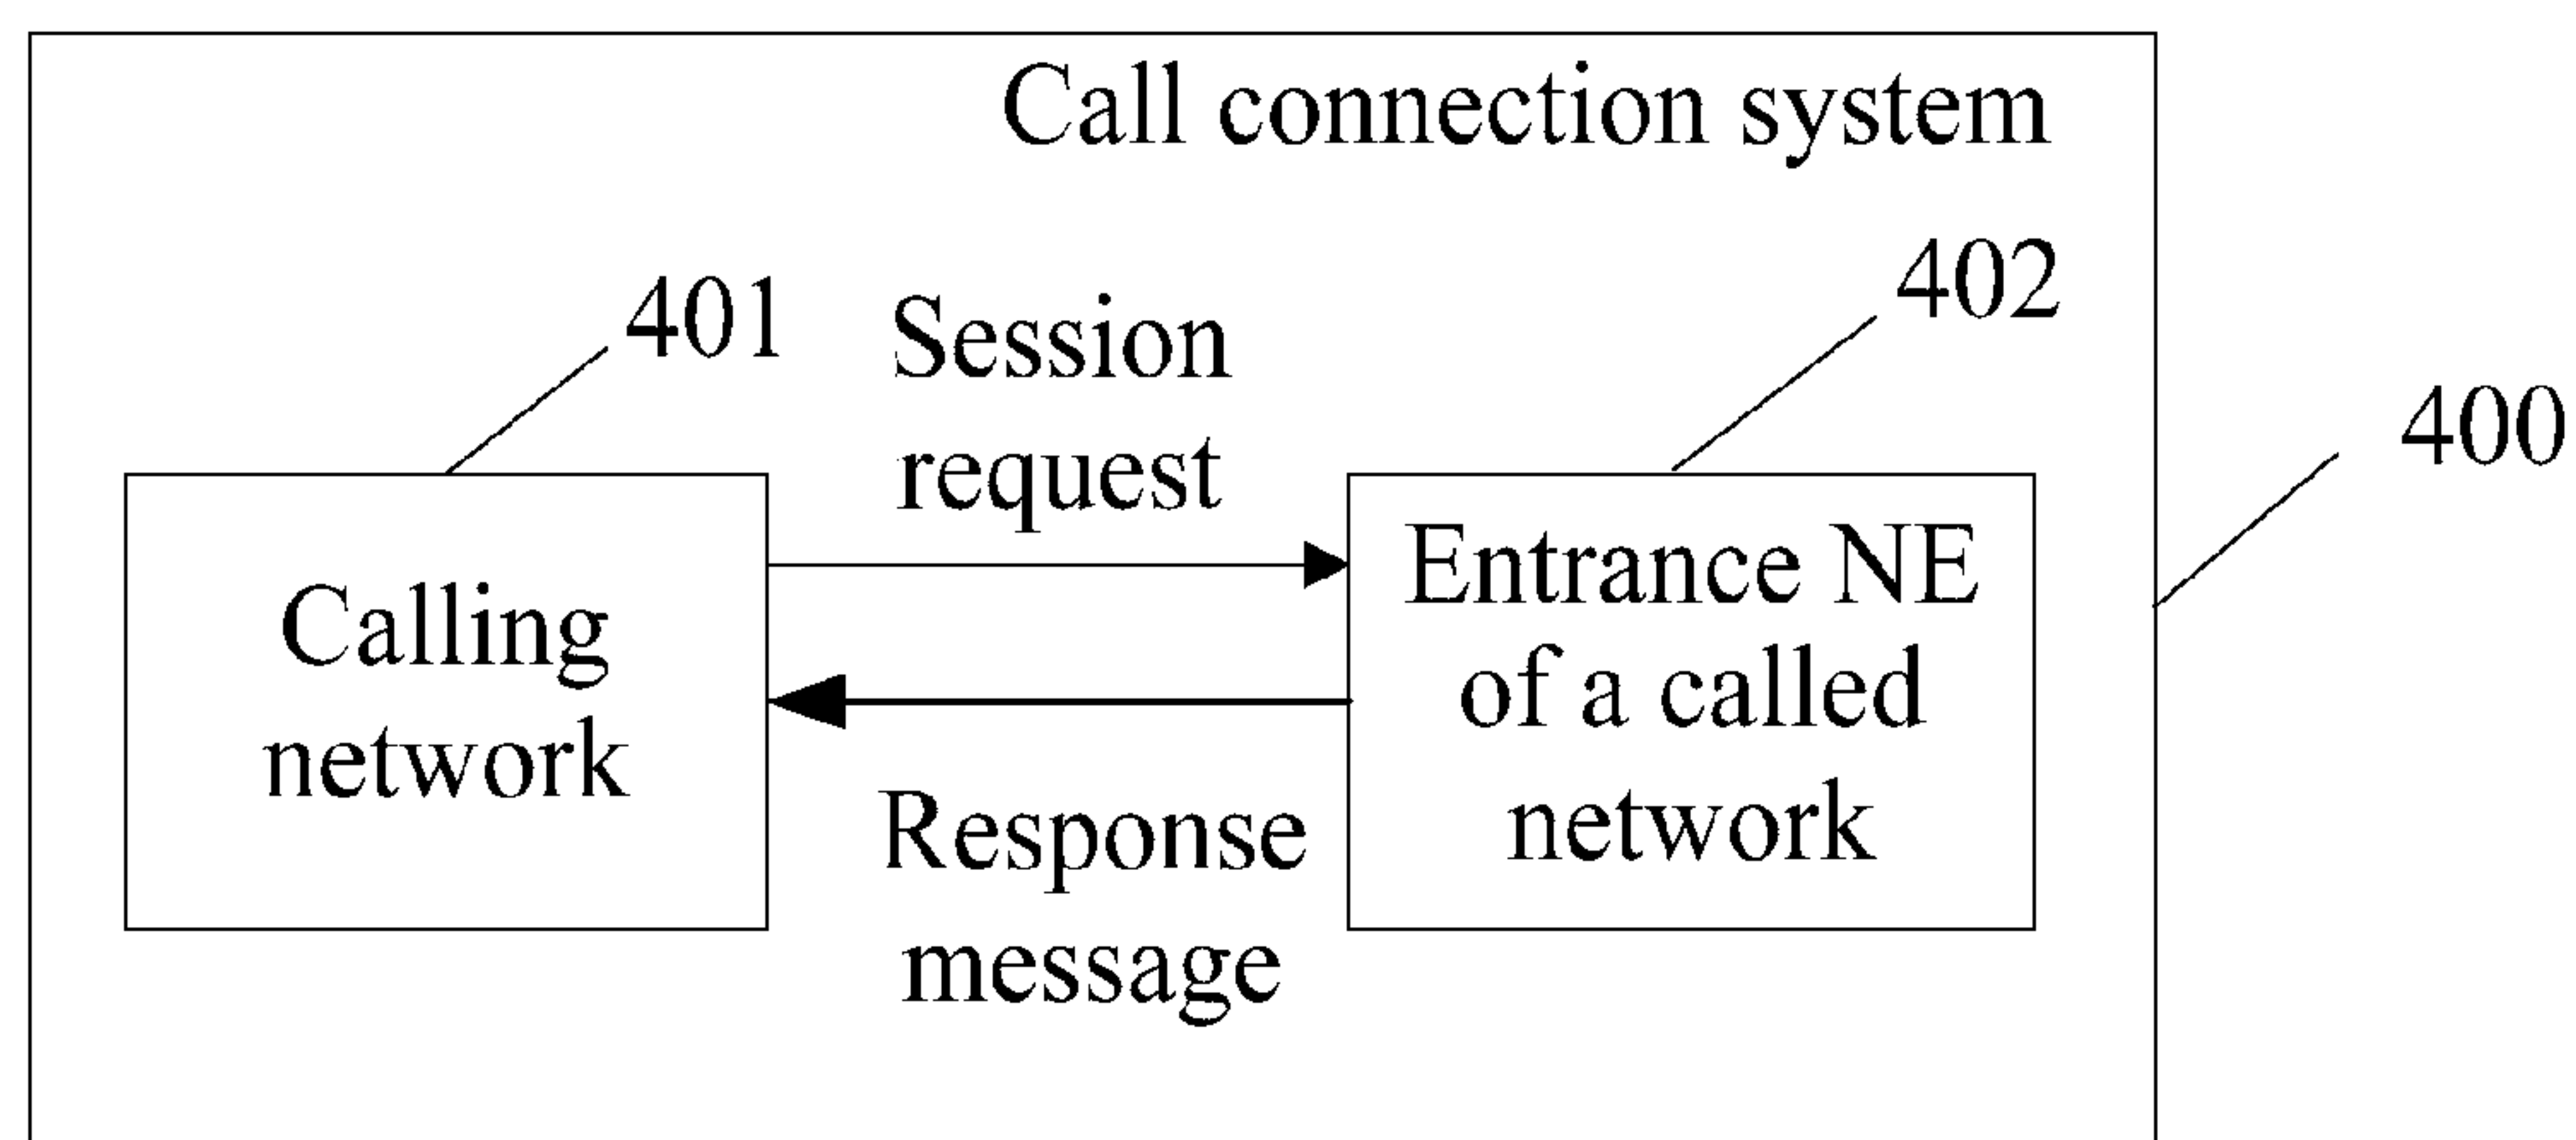 Call connection system
401
Session
request
402
400
Calling
network
Entrance NE
of a called
network
Response
message